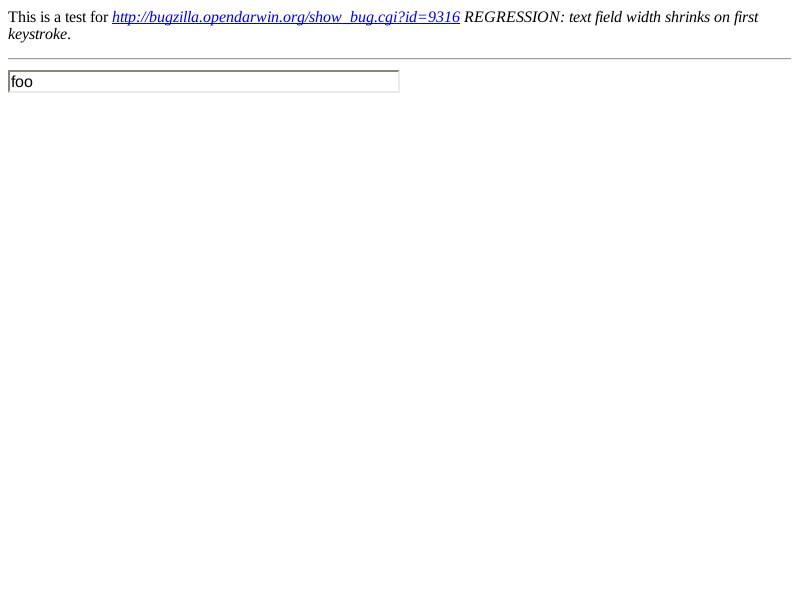 This is a test for http://bugzilla.opendarwin.org/show_bug.cgi?id=9316 REGRESSION: text field width shrinks on first
keystroke.
foo